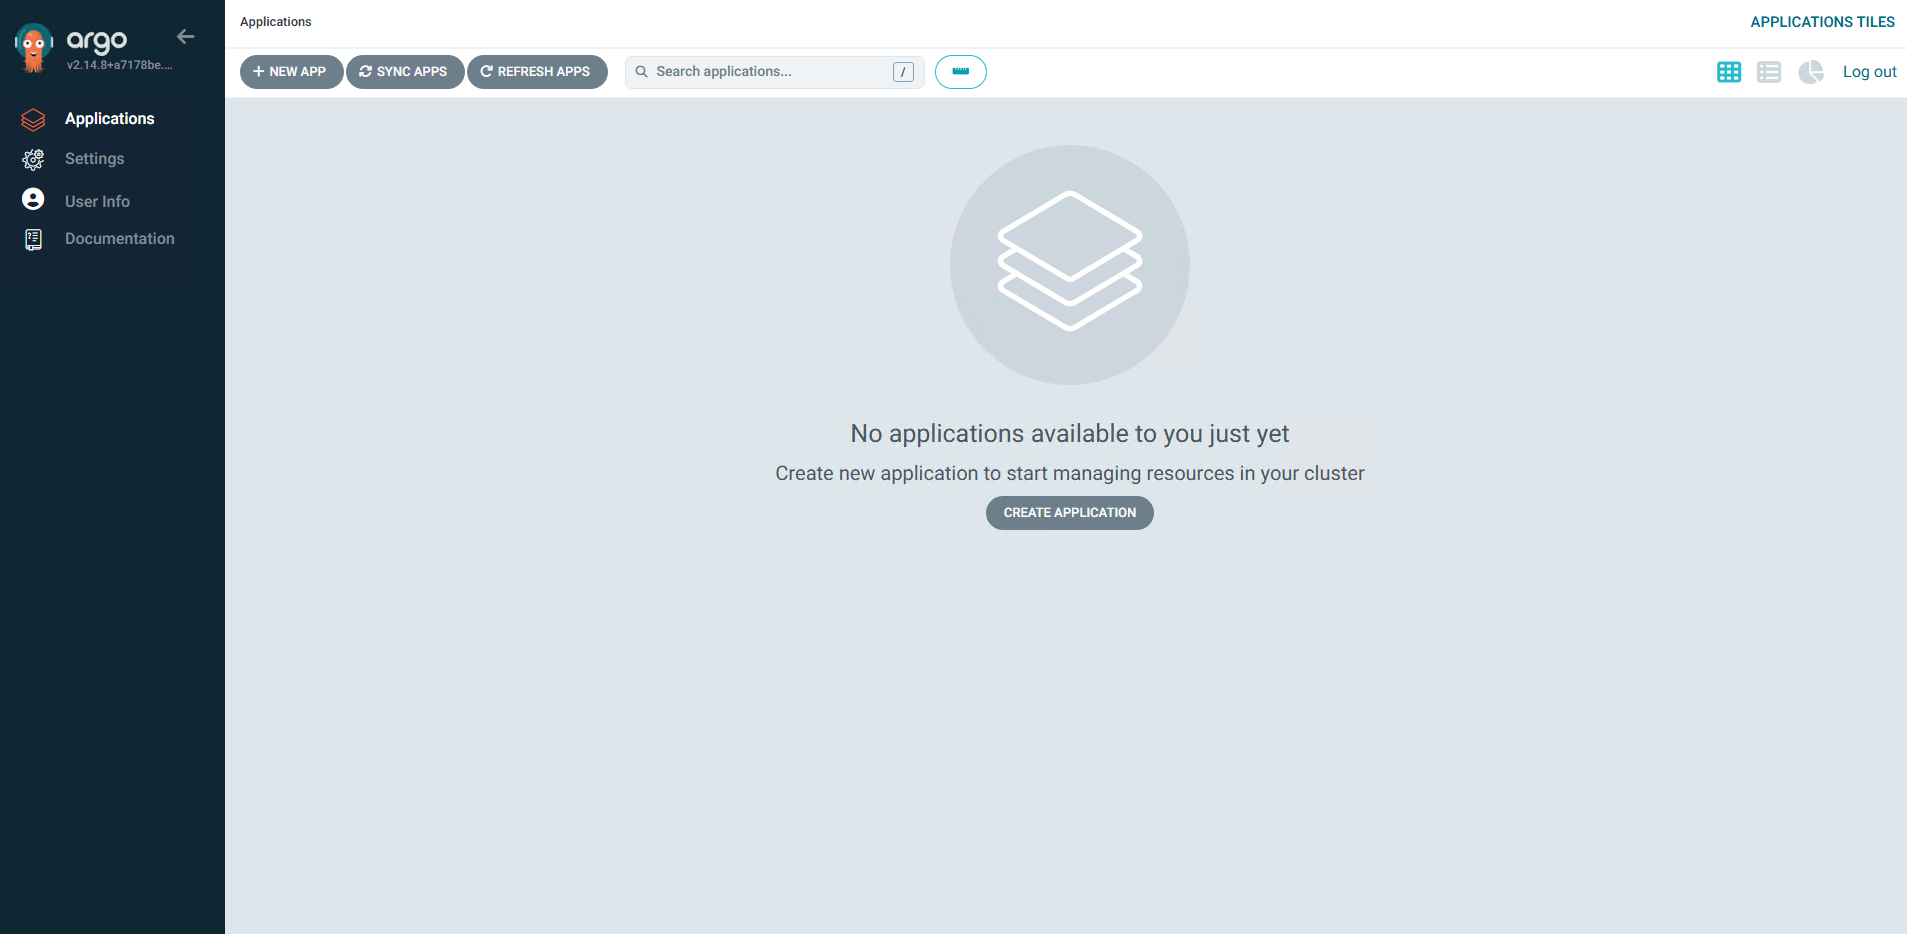 argo
v2.14.8+a7178be....
Applications
Settings
User Info
Documentation
Applications
APPLICATIONS TILES
NEW APP
SYNC APPS
REFRESH APPS
Search applications...
/
Log out
No applications available to you just yet
Create new application to start managing resources in your cluster
CREATE APPLICATION